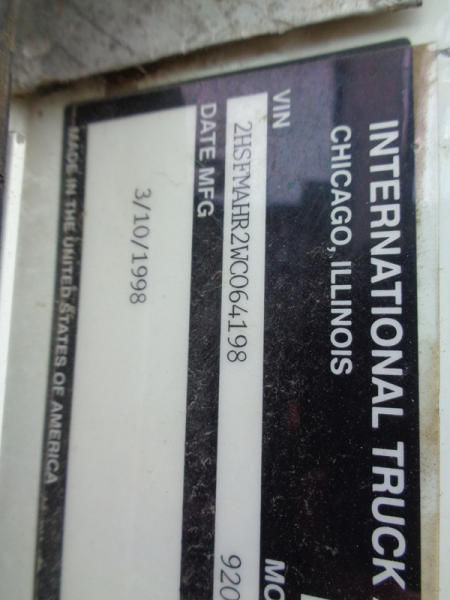 INTERNATIONAL TRUCK
CHICAGO, ILLINOIS
VIN MO
2HSFMAHR2WC064198 920
DATE MFG
3/10/1998
MADE IN THE UNITED STATES OF AMERICA